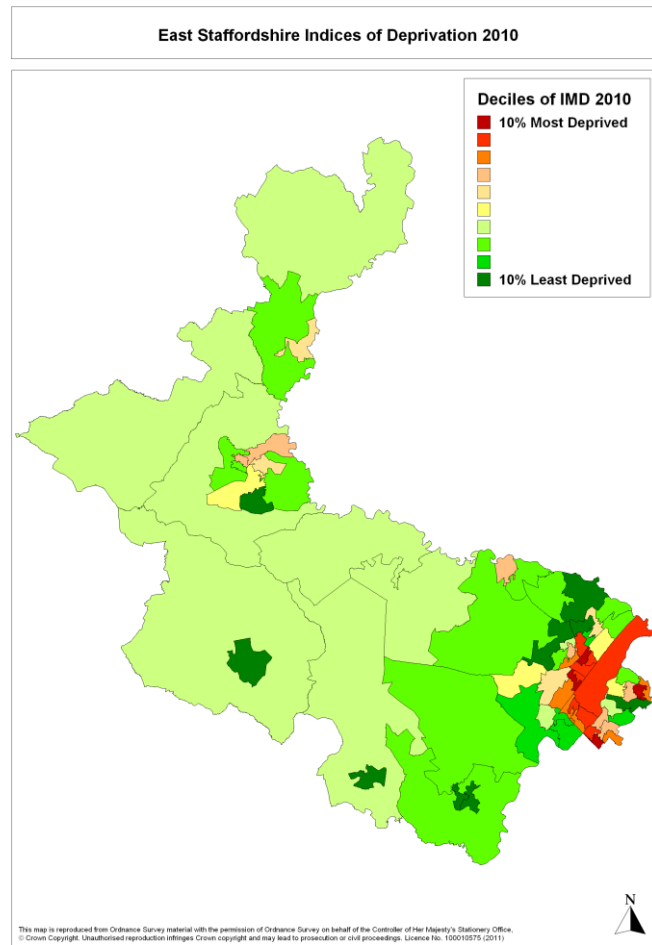 East Staffordshire Indices of Deprivation 2010
Deciles of IMD 2010
10% Most Deprived
10% Least Deprived
N
This map is reproduced from Ordnance Survey material with the permission of Ordnance Survey on behalf of the Controller of Her Majesty's Stationery Office,
© Crown Copyright. Unauthorised reproduction infringes Crown copyright and may lead to prosecution or civil proceedings. Licence No. 100010575 (2011)